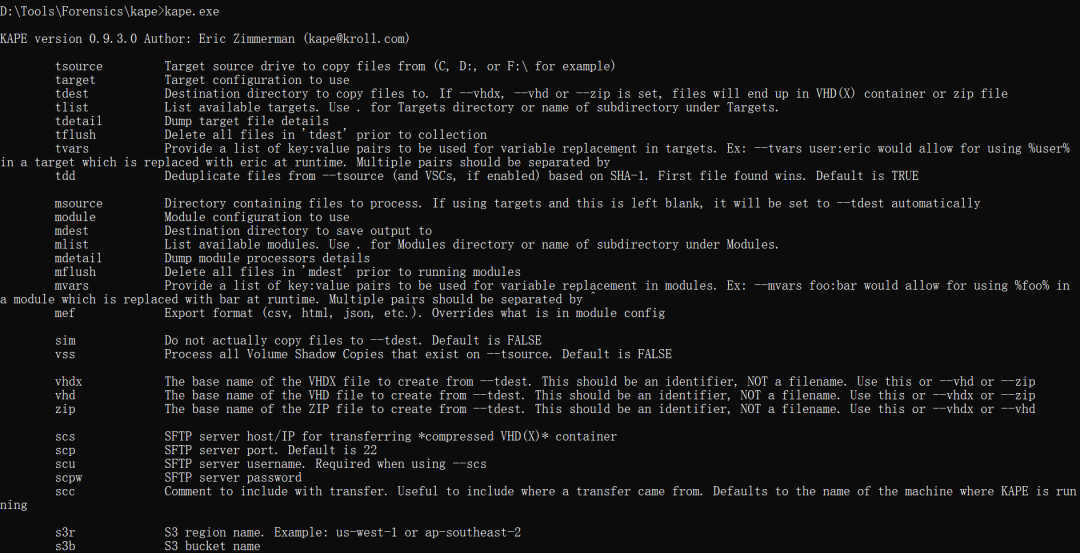 D:\Tools\Forensics\kape>kape.exe
KAPE version 0.9.3.0 Author: Eric Zimmerman (kape@kroll.com)
tsource Target source drive to copy files from (C, D:, or F:\ for example)
target Target configuration to use
tdest Destination directory to copy files to. If --vhdx, --vhd or --zip is set, files will end up in VHD(X) container or zip file
tlist List available targets. Use . for Targets directory or name of subdirectory under Targets.
tdetail Dump target file details
tflush Delete all files in 'tdest' prior to collection
tvars Provide a list of key:value pairs to be used for variable replacement in targets. Ex: --tvars user:eric would allow for using %user%
in a target which is replaced with eric at runtime. Multiple pairs should be separated by ^
tdd Deduplicate files from --tsource (and VSCs, if enabled) based on SHA-1. First file found wins. Default is TRUE
msource Directory containing files to process. If using targets and this is left blank, it will be set to --tdest automatically
module Module configuration to use
mdest Destination directory to save output to
mlist List available modules. Use . for Modules directory or name of subdirectory under Modules.
mdetail Dump module processors details
mflush Delete all files in 'mdest' prior to running modules
mvars Provide a list of key:value pairs to be used for variable replacement in modules. Ex: --mvars foo:bar would allow for using %foo% in
a module which is replaced with bar at runtime. Multiple pairs should be separated by ^
mef Export format (csv, html, json, etc.). Overrides what is in module config
sim Do not actually copy files to --tdest. Default is FALSE
vss Process all Volume Shadow Copies that exist on --tsource. Default is FALSE
vhdx The base name of the VHDX file to create from --tdest. This should be an identifier, NOT a filename. Use this or --vhd or --zip
vhd The base name of the VHD file to create from --tdest. This should be an identifier, NOT a filename. Use this or --vhdx or --zip
zip The base name of the ZIP file to create from --tdest. This should be an identifier, NOT a filename. Use this or --vhdx or --vhd
scs SFTP server host/IP for transferring *compressed VHD(X)* container
scp SFTP server port. Default is 22
scu SFTP server username. Required when using --scs
scpw SFTP server password
scc Comment to include with transfer. Useful to include where a transfer came from. Defaults to the name of the machine where KAPE is run
ning
s3r S3 region name. Example: us-west-1 or ap-southeast-2
s3b S3 bucket name